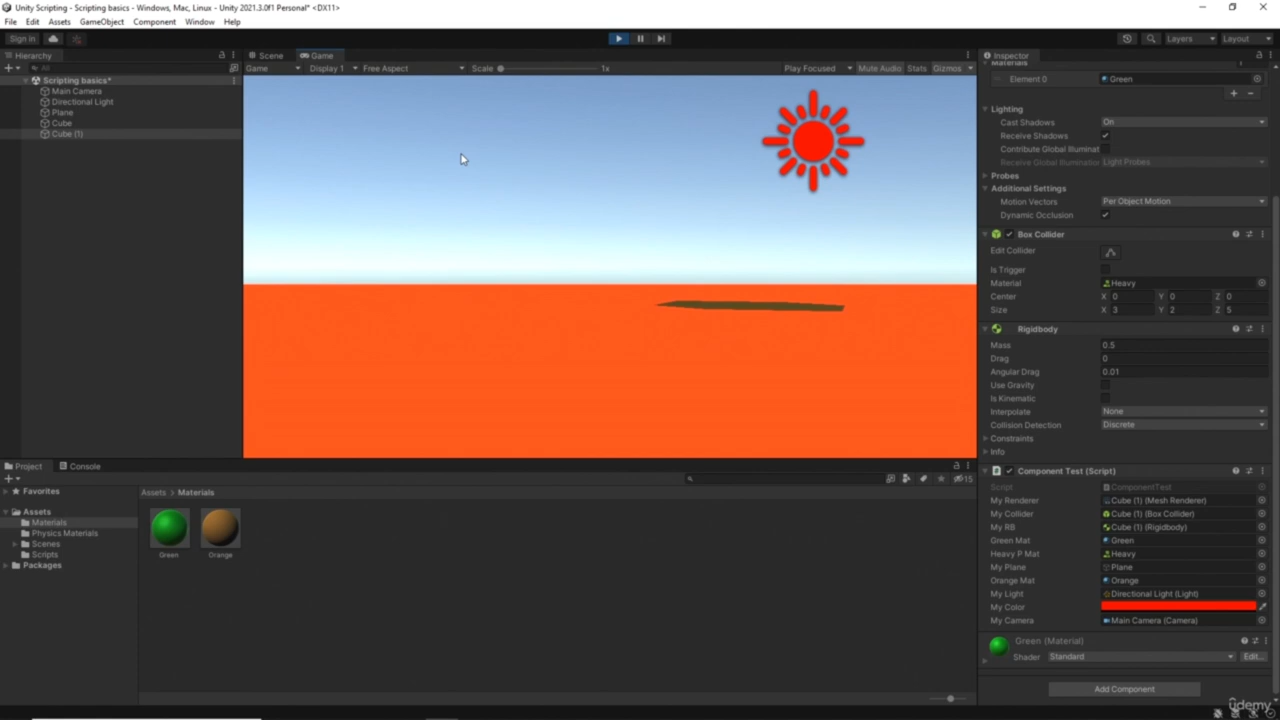 Unity Scripting - Scripting basics - Windows, Mac, Linux - Unity 2021.3.0f1 Personal* <DX11>
File Edit Assets GameObject Component Window Help
Sign in Layers Layout
Hierarchy Scene Game Inspector
All Game Display 1 Free Aspect Scale 1x Play Focused Mute Audio Stats Gizmos
Scripting basics*
Main Camera
Directional Light
Plane
Cube
Cube (1)
Materials
Element 0 Green
Lighting
Cast Shadows On
Receive Shadows
Contribute Global Illuminat
Receive Global Illumination Light Probes
Probes
Additional Settings
Motion Vectors Per Object Motion
Dynamic Occlusion
Box Collider
Edit Collider
Is Trigger
Material Heavy
Center X 0 Y 0 Z 0
Size X 3 Y 2 Z 5
Rigidbody
Mass 0.5
Drag 0
Angular Drag 0.01
Use Gravity
Is Kinematic
Interpolate None
Collision Detection Discrete
Constraints
Info
Component Test (Script)
Script ComponentTest
My Renderer Cube (1) (Mesh Renderer)
My Collider Cube (1) (Box Collider)
My RB Cube (1) (Rigidbody)
Green Mat Green
Heavy P Mat Heavy
My Plane Plane
Orange Mat Orange
My Light Directional Light (Light)
My Color
My Camera Main Camera (Camera)
Green (Material)
Shader Standard Edit...
Add Component
Project Console
15
Favorites
Assets
Materials
Physics Materials
Scenes
Scripts
Packages
Assets > Materials
Green Orange
udemy